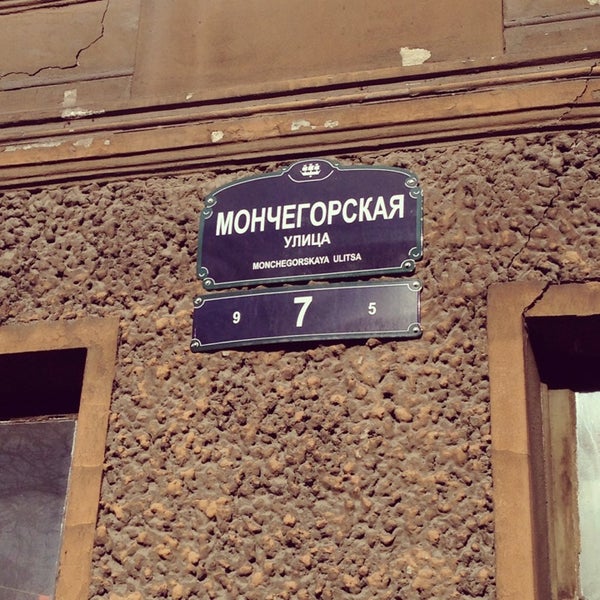 МОНЧЕГОРСКАЯ
УЛИЦА
MONCHEGORSKAYA ULITSA
9 7 5